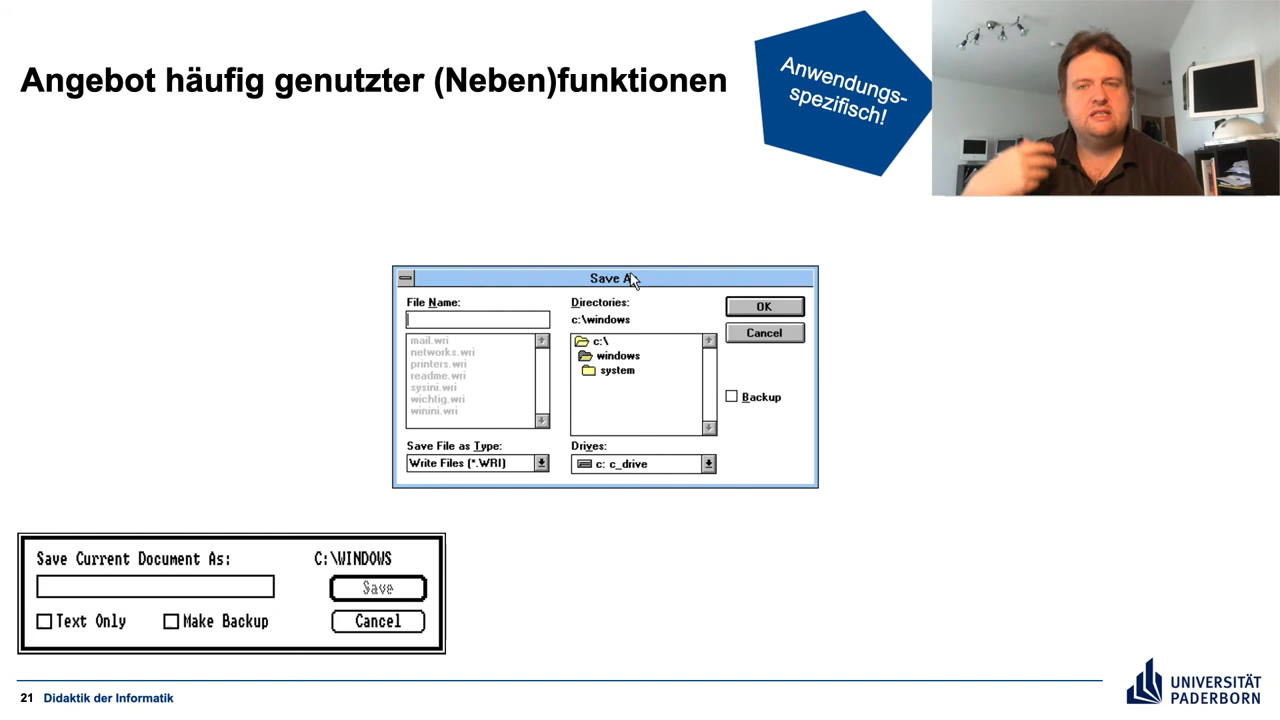 Angebot häufig genutzter (Neben)funktionen
Anwendungs-
spezifisch!
Save A
File Name:
Directories:
c:\windows
OK
Cancel
mail.wri
networks.wri
printers.wri
readme.wri
sysini.wri
wichtig.wri
winini.wri
c:\
windows
system
Backup
Save File as Type:
Write Files (*.WRI)
Drives:
c: c_drive
Save Current Document As:
C:\WINDOWS
Save
Text Only
Make Backup
Cancel
21 Didaktik der Informatik
UNIVERSITÄT
PADERBORN